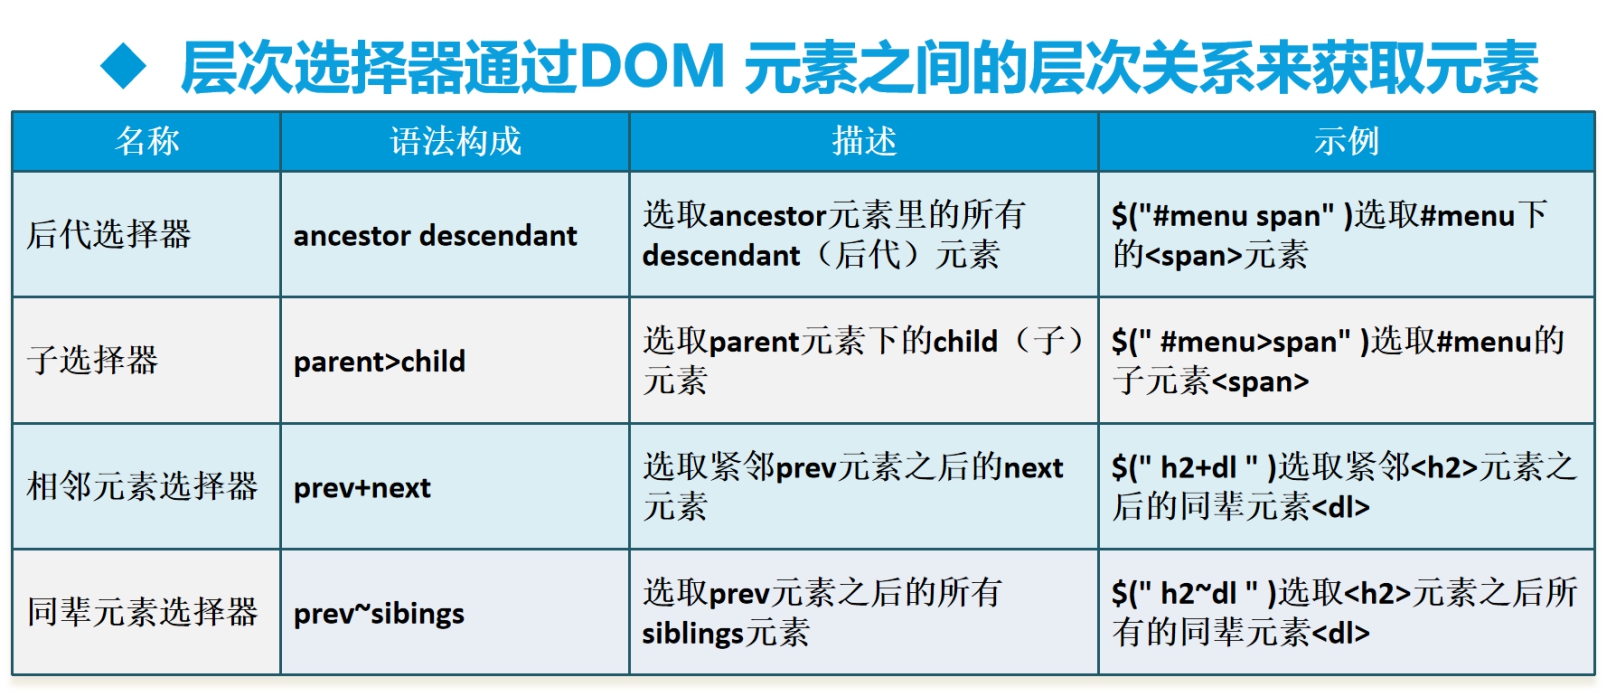 ◆ 层次选择器通过DOM 元素之间的层次关系来获取元素
名称 语法构成 描述 示例
后代选择器
ancestor descendant
选取ancestor元素里的所有
descendant（后代）元素
$("#menu span" )选取#menu下
的<span>元素
子选择器
parent>child
选取parent元素下的child（子）
元素
$(" #menu>span" )选取#menu的
子元素<span>
相邻元素选择器
prev+next
选取紧邻prev元素之后的next
元素
$(" h2+dl " )选取紧邻<h2>元素之
后的同辈元素<dl>
同辈元素选择器
prev~sibings
选取prev元素之后的所有
siblings元素
$(" h2~dl " )选取<h2>元素之后所
有的同辈元素<dl>